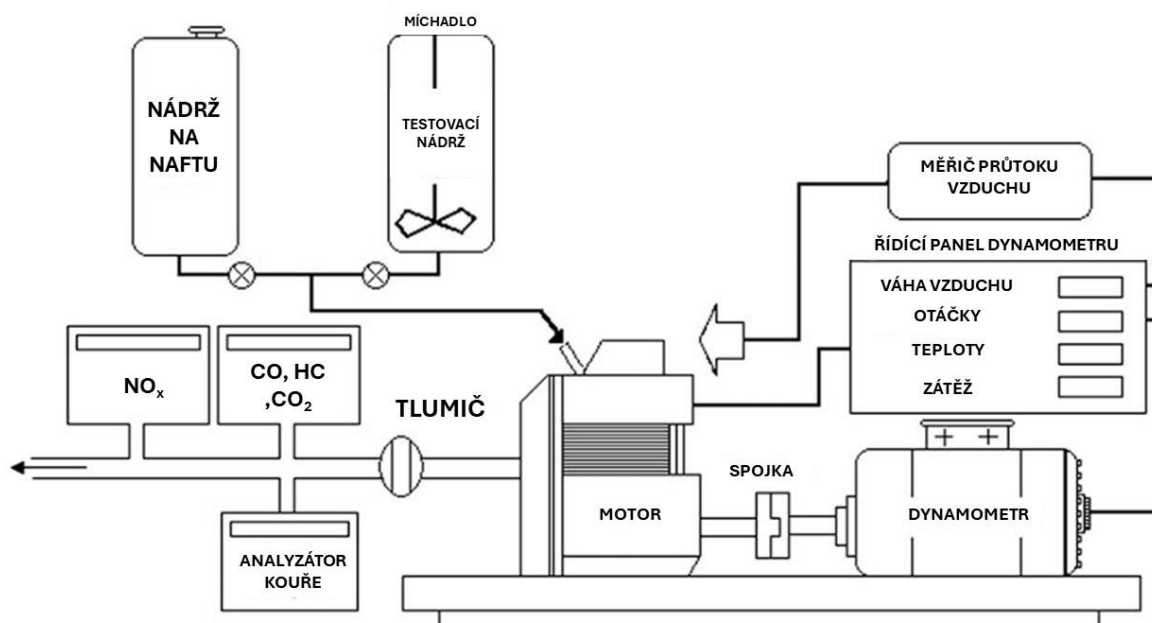 MÍCHADLO
NÁDRŽ
NA
NAFTU
TESTOVACÍ
NÁDRŽ
MĚŘIČ PRŮTOKU
VZDUCHU
ŘÍDÍCÍ PANEL DYNAMOMETRU
VÁHA VZDUCHU
OTÁČKY
TEPLOTY
ZÁTĚŽ
NOx
CO, HC
,CO2
TLUMIČ
SPOJKA
MOTOR
DYNAMOMETR
ANALYZÁTOR
KOUŘE